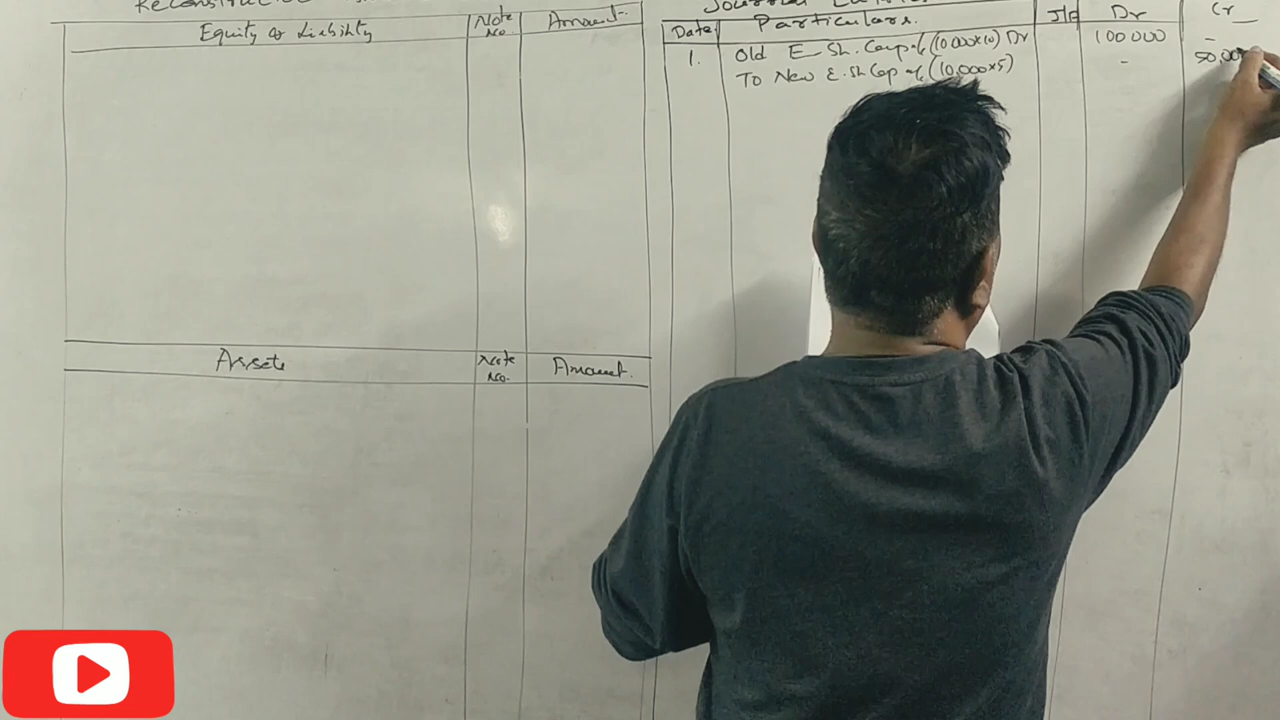 Equity & Liability
Note No.
Amount.
Assets
Note No.
Amount.
Date
Particulars.
Dr
Cr
1.
Old E-Sh. Cap a/c (10,000×10) Dr
100000
-
To New E.Sh Cap a/c (10,000×5)
-